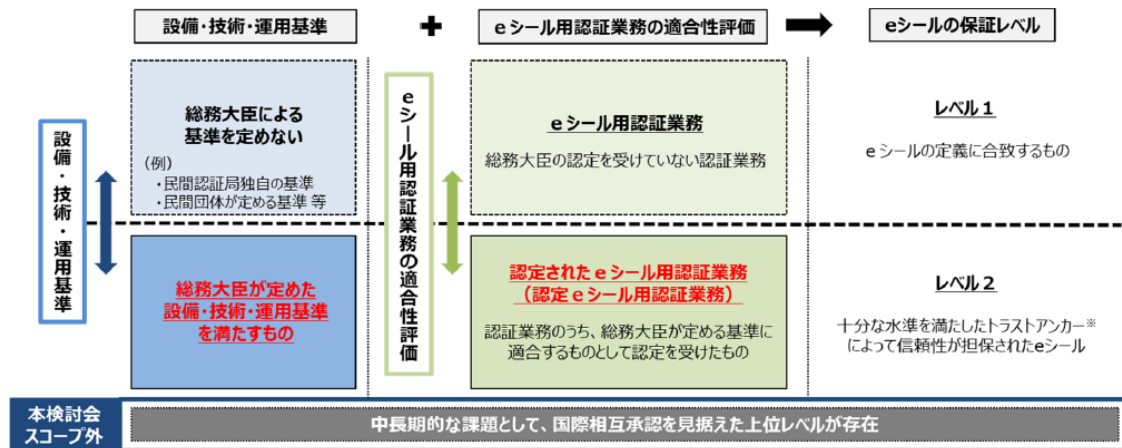 設備・技術・運用基準
+
eシール用認証業務の適合性評価
eシールの保証レベル
設備・技術・運用基準
総務大臣による
基準を定めない
(例)
・民間認証局独自の基準
・民間団体が定める基準 等
eシール用認証業務の適合性評価
eシール用認証業務
総務大臣の認定を受けていない認証業務
レベル1
eシールの定義に合致するもの
総務大臣が定めた
設備・技術・運用基準
を満たすもの
認定されたeシール用認証業務
(認定eシール用認証業務)
認証業務のうち、総務大臣が定める基準に
適合するものとして認定を受けたもの
レベル2
十分な水準を満たしたトラストアンカー※
によって信頼性が担保されたeシール
本検討会
スコープ外
中長期的な課題として、国際相互承認を見据えた上位レベルが存在